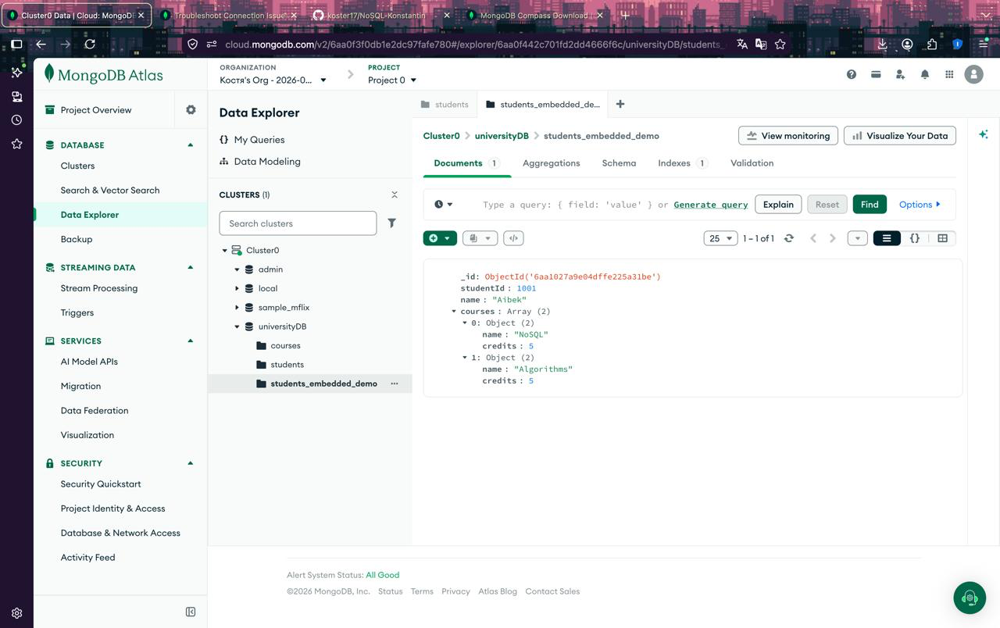 Cluster0 Data | Cloud: MongoDB
Troubleshoot Connection Issue
koster17/NoSQL-Konstantin
MongoDB Compass Download (
cloud.mongodb.com/v2/6aa0f3f0db1e2dc97fafe780#/explorer/6aa0f442c701fd2dd4666f6c/universityDB/students_
MongoDB Atlas
ORGANIZATION
Костя's Org - 2026-0...
PROJECT
Project 0
Project Overview
DATABASE
Clusters
Search & Vector Search
Data Explorer
Backup
STREAMING DATA
Stream Processing
Triggers
SERVICES
AI Model APIs
Migration
Data Federation
Visualization
SECURITY
Security Quickstart
Project Identity & Access
Database & Network Access
Activity Feed
Data Explorer
{} My Queries
Data Modeling
CLUSTERS (1)
Search clusters
Cluster0
admin
local
sample_mflix
universityDB
courses
students
students_embedded_demo
students
students_embedded_de...
Cluster0 > universityDB > students_embedded_demo
View monitoring
Visualize Your Data
Documents 1
Aggregations
Schema
Indexes 1
Validation
Type a query: { field: 'value' } or Generate query
Explain
Reset
Find
Options
25
1 – 1 of 1
{}
_id: ObjectId('6aa1027a9e04dffe225a31be')
studentId : 1001
name : "Aibek"
courses : Array (2)
0: Object (2)
name : "NoSQL"
credits : 5
1: Object (2)
name : "Algorithms"
credits : 5
Alert System Status: All Good
©2026 MongoDB, Inc. Status Terms Privacy Atlas Blog Contact Sales